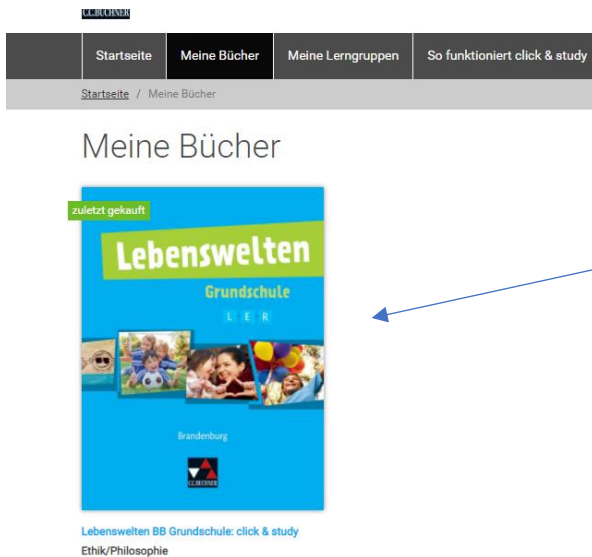 C.C.BUCHNER
Startseite
Meine Bücher
Meine Lerngruppen
So funktioniert click & study
Startseite / Meine Bücher
Meine Bücher
zuletzt gekauft
Lebenswelten
Grundschule
L E R
Brandenburg
C.C.BUCHNER
Lebenswelten BB Grundschule: click & study
Ethik/Philosophie